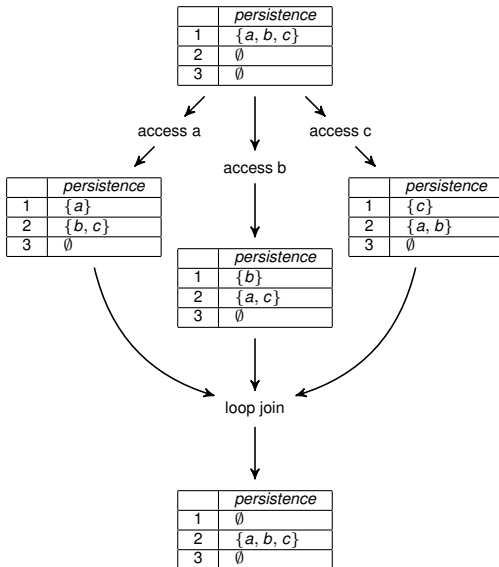 persistence
1 {a, b, c}
2 ∅
3 ∅
access a
access b
access c
persistence
1 {a}
2 {b, c}
3 ∅
persistence
1 {b}
2 {a, c}
3 ∅
persistence
1 {c}
2 {a, b}
3 ∅
loop join
persistence
1 ∅
2 {a, b, c}
3 ∅